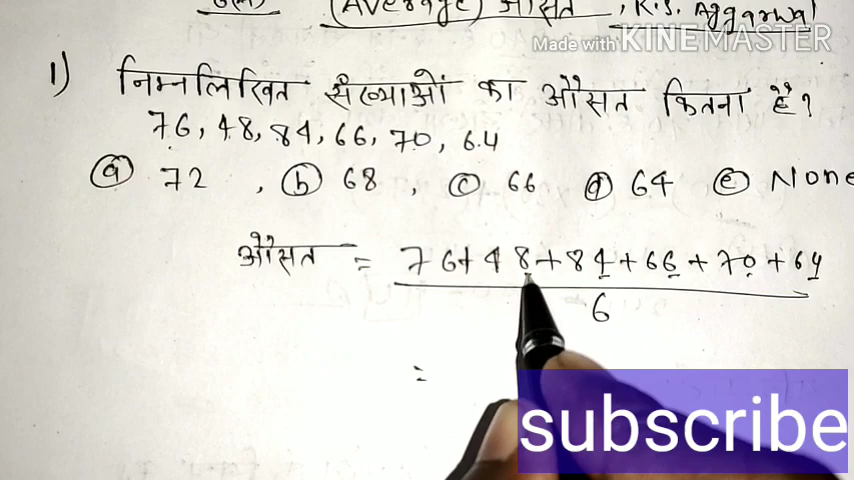 (Average) औसत , R.S. Aggarwal
Made with KINEMASTER
1) निम्नलिखित संख्याओं का औसत कितना है?
76, 48, 84, 66, 70, 64
(a) 72 , (b) 68 , (c) 66 (d) 64 (e) None
औसत = 76+48+84+66+70+64
6
=
subscribe